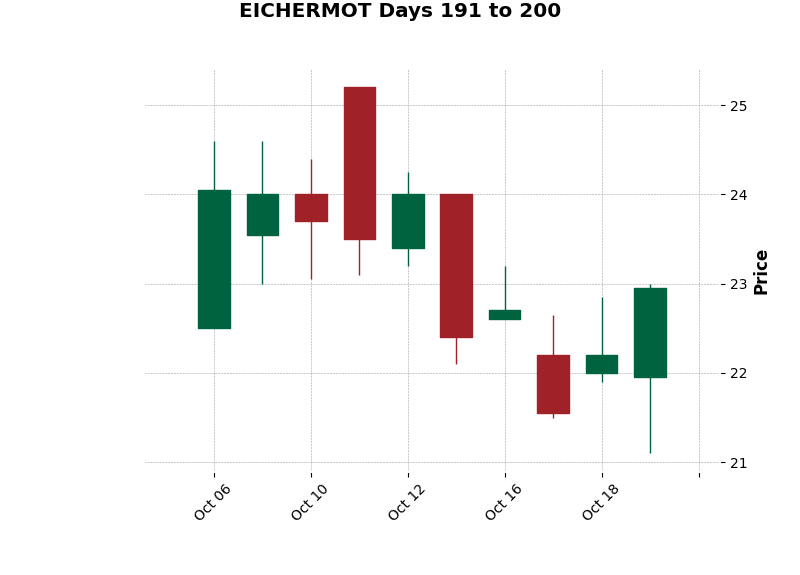 EICHERMOT Days 191 to 200
25
24
23
22
21
Price
Oct 06
Oct 10
Oct 12
Oct 16
Oct 18